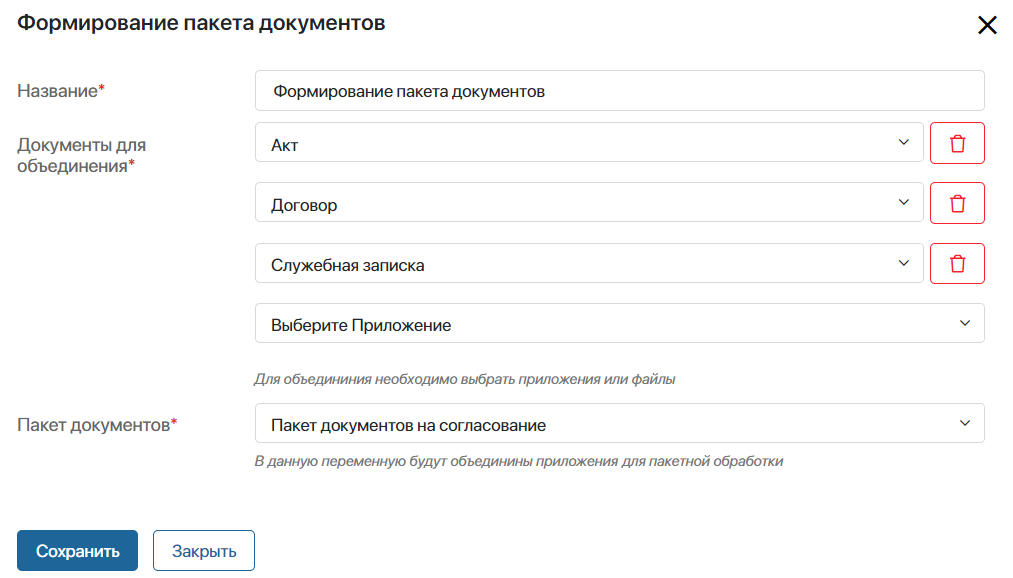 Формирование пакета документов
Название*
Формирование пакета документов
Документы для
объединения*
Акт
Договор
Служебная записка
Выберите Приложение
Для объедининия необходимо выбрать приложения или файлы
Пакет документов*
Пакет документов на согласование
В данную переменную будут объединины приложения для пакетной обработки
Сохранить
Закрыть